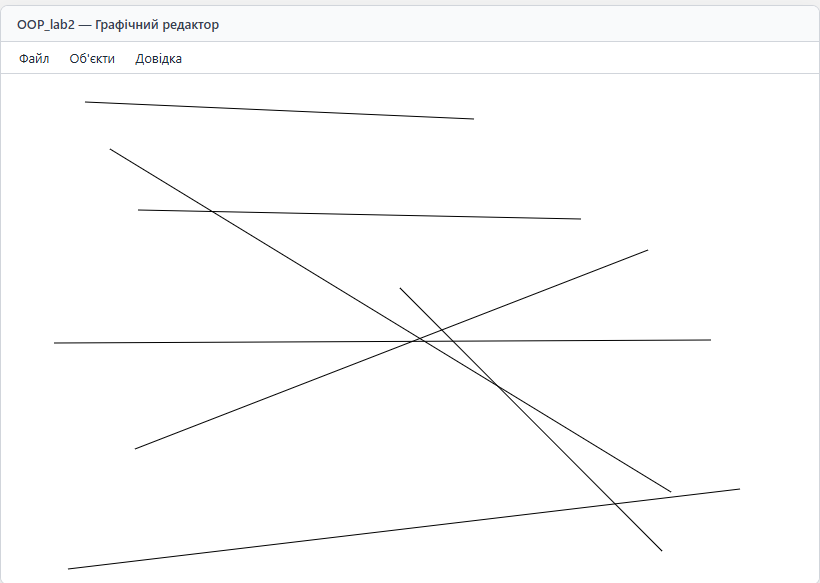 OOP_lab2 — Графічний редактор
Файл Об'єкти Довідка